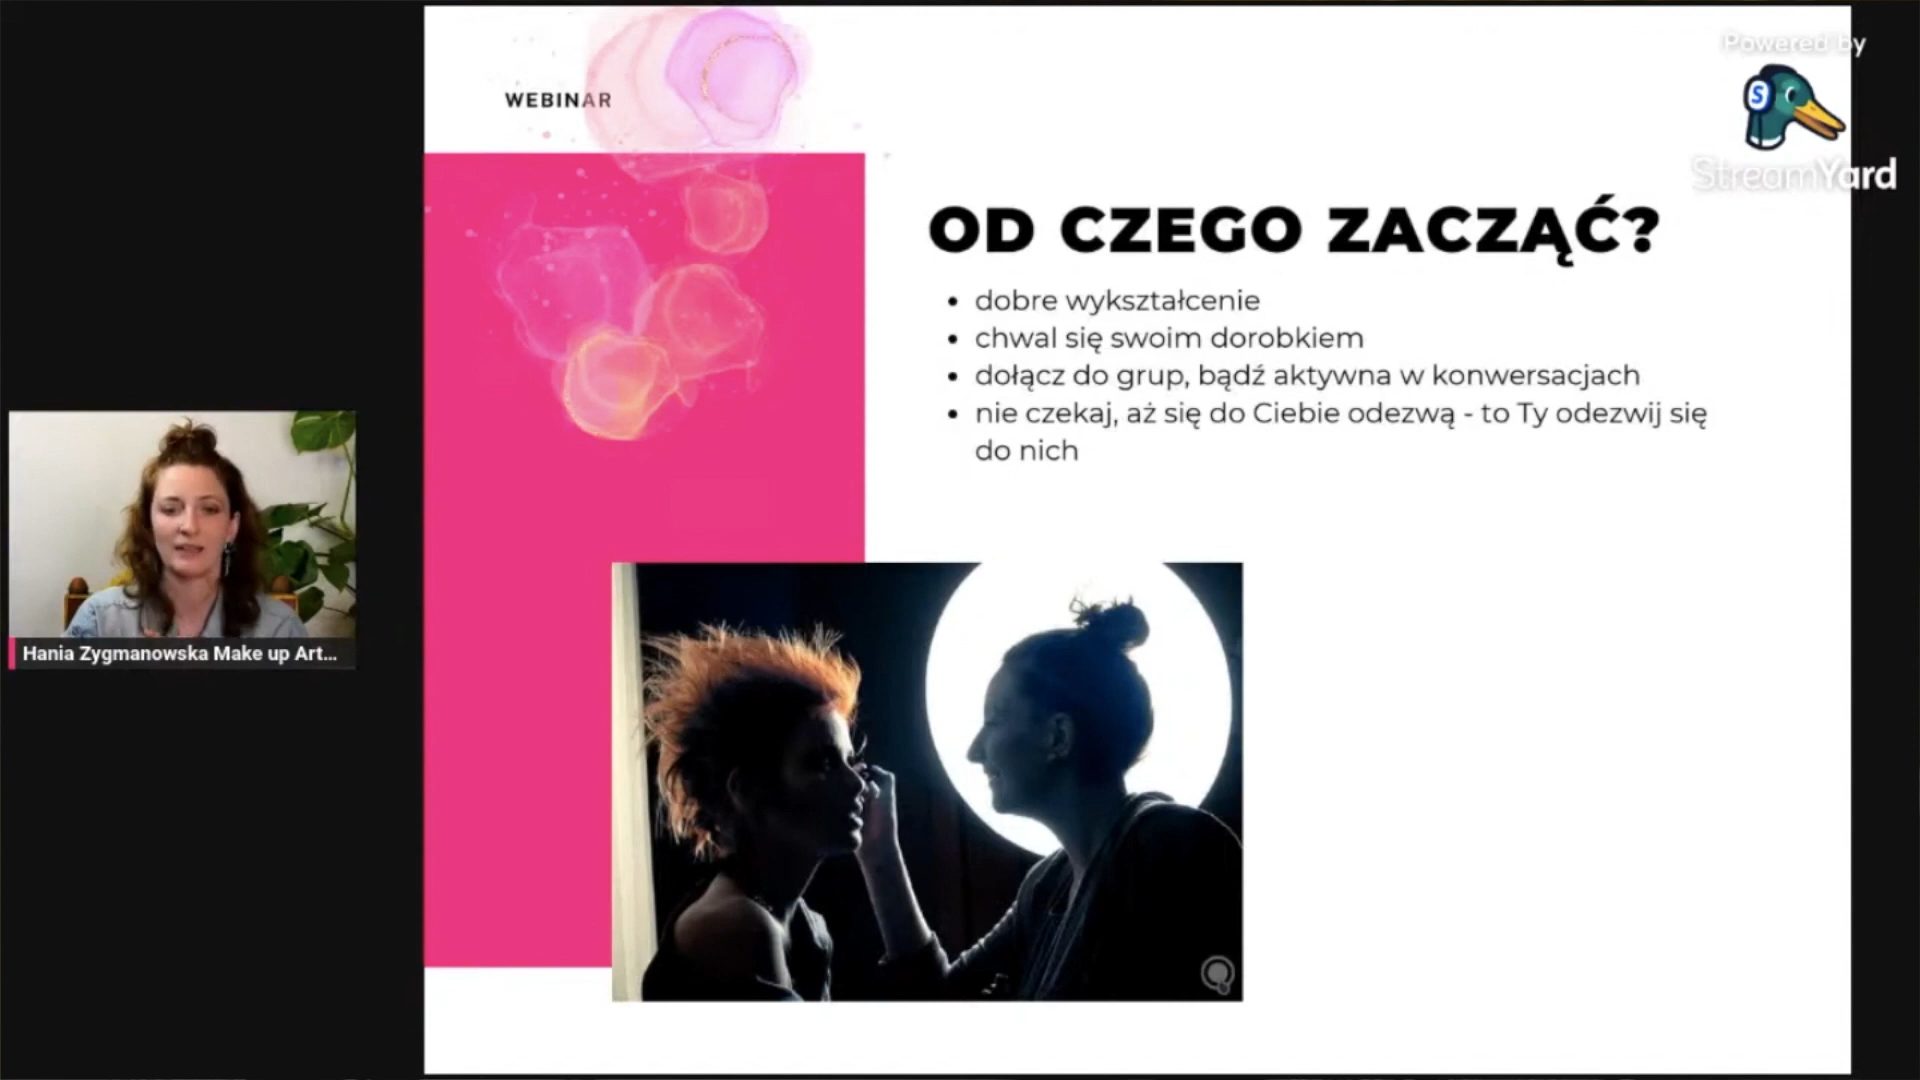 WEBINAR
Powered by
S
StreamYard
OD CZEGO ZACZĄĆ?
• dobre wykształcenie
• chwal się swoim dorobkiem
• dołącz do grup, bądź aktywna w konwersacjach
• nie czekaj, aż się do Ciebie odezwą - to Ty odezwij się
do nich
Hania Zygmanowska Make up Art...